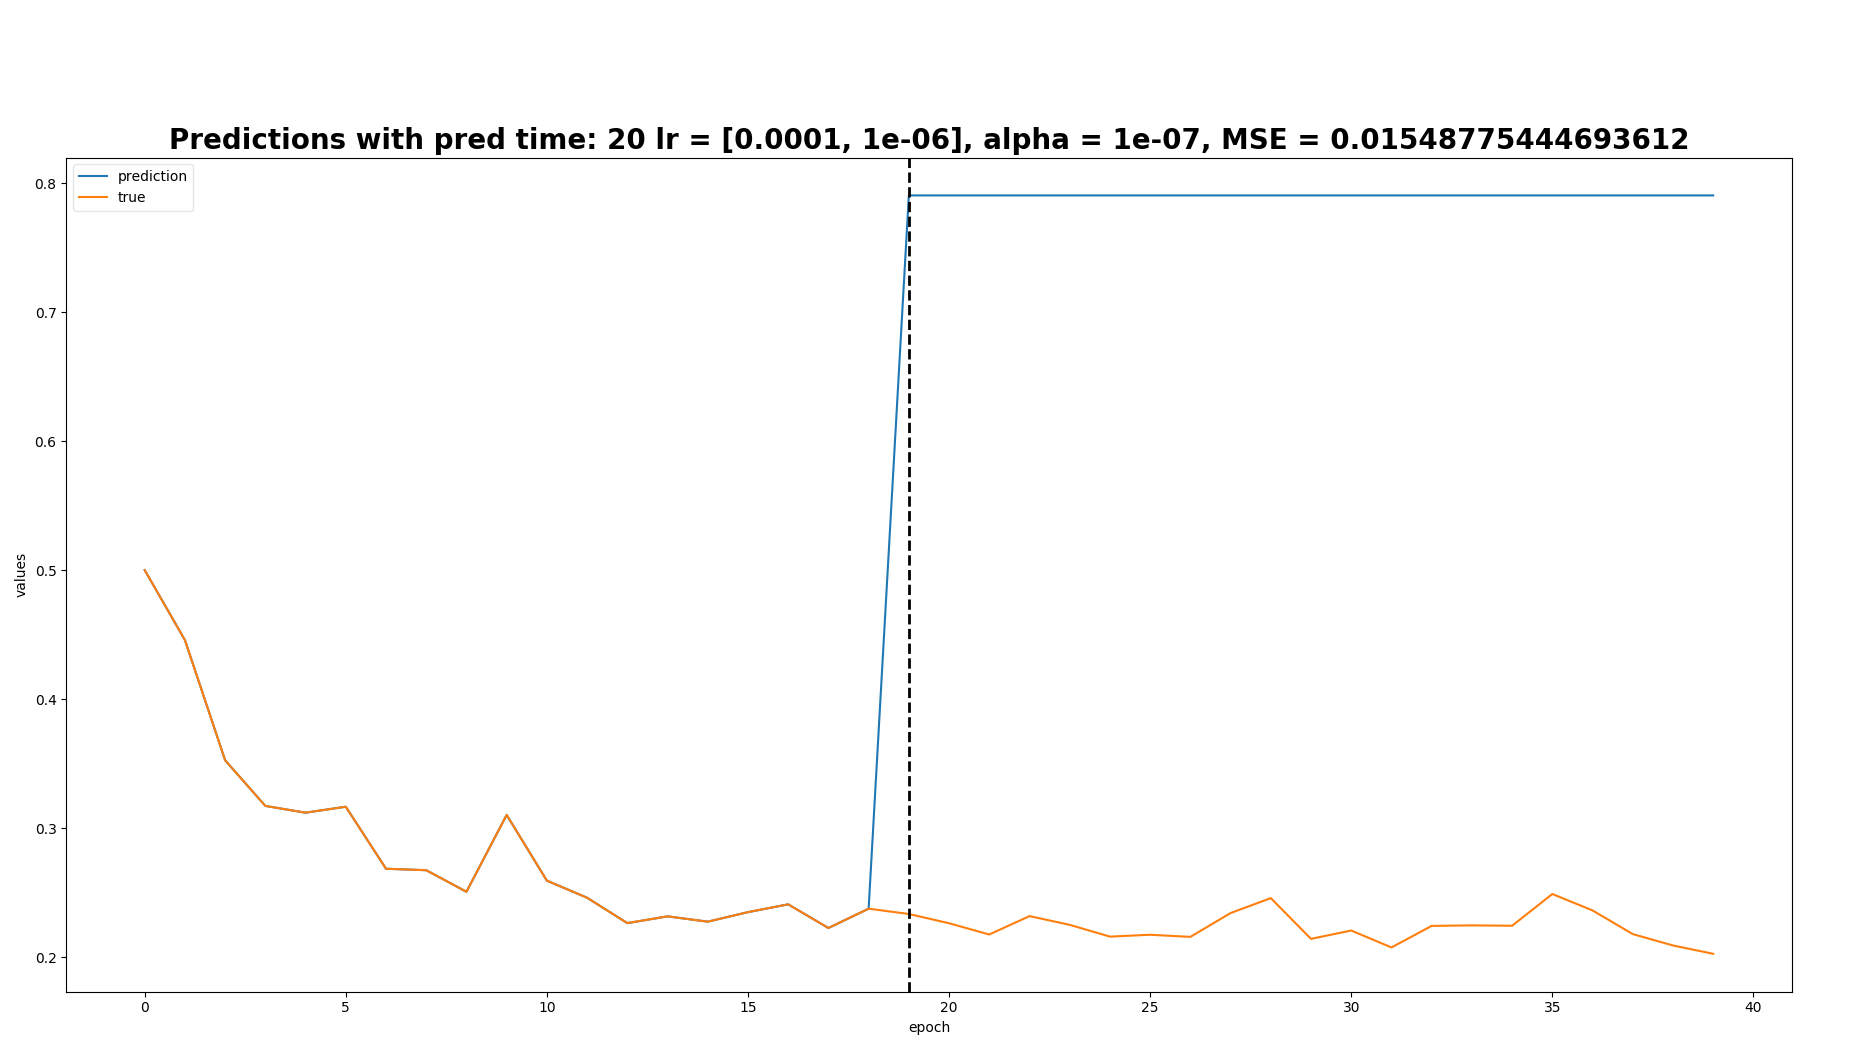 Predictions with pred time: 20 lr = [0.0001, 1e-06], alpha = 1e-07, MSE = 0.01548775444693612
prediction
true
0.8
0.7
0.6
0.5
0.4
0.3
0.2
values
0 5 10 15 20 25 30 35 40
epoch